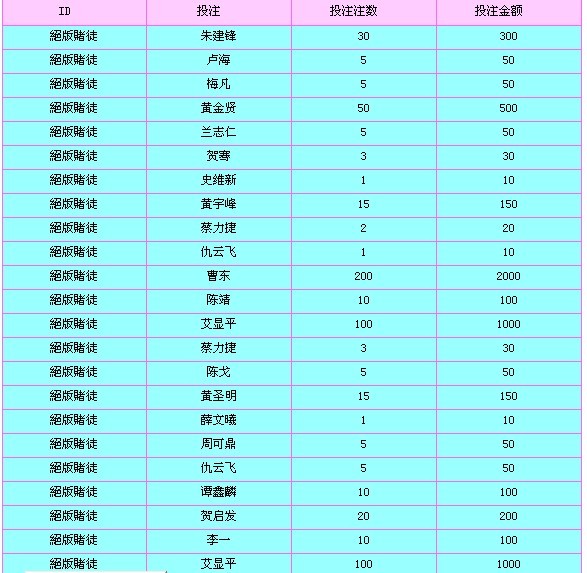 ID 投注 投注注数 投注金额
絕版賭徒 朱建锋 30 300
絕版賭徒 卢海 5 50
絕版賭徒 梅凡 5 50
絕版賭徒 黄金贤 50 500
絕版賭徒 兰志仁 5 50
絕版賭徒 贺骞 3 30
絕版賭徒 史维新 1 10
絕版賭徒 黄宇峰 15 150
絕版賭徒 蔡力捷 2 20
絕版賭徒 仇云飞 1 10
絕版賭徒 曹东 200 2000
絕版賭徒 陈靖 10 100
絕版賭徒 艾显平 100 1000
絕版賭徒 蔡力捷 3 30
絕版賭徒 陈戈 5 50
絕版賭徒 黄圣明 15 150
絕版賭徒 薛文曦 1 10
絕版賭徒 周可鼎 5 50
絕版賭徒 仇云飞 5 50
絕版賭徒 谭鑫麟 10 100
絕版賭徒 贺启发 20 200
絕版賭徒 李一 10 100
絕版賭徒 艾显平 100 1000